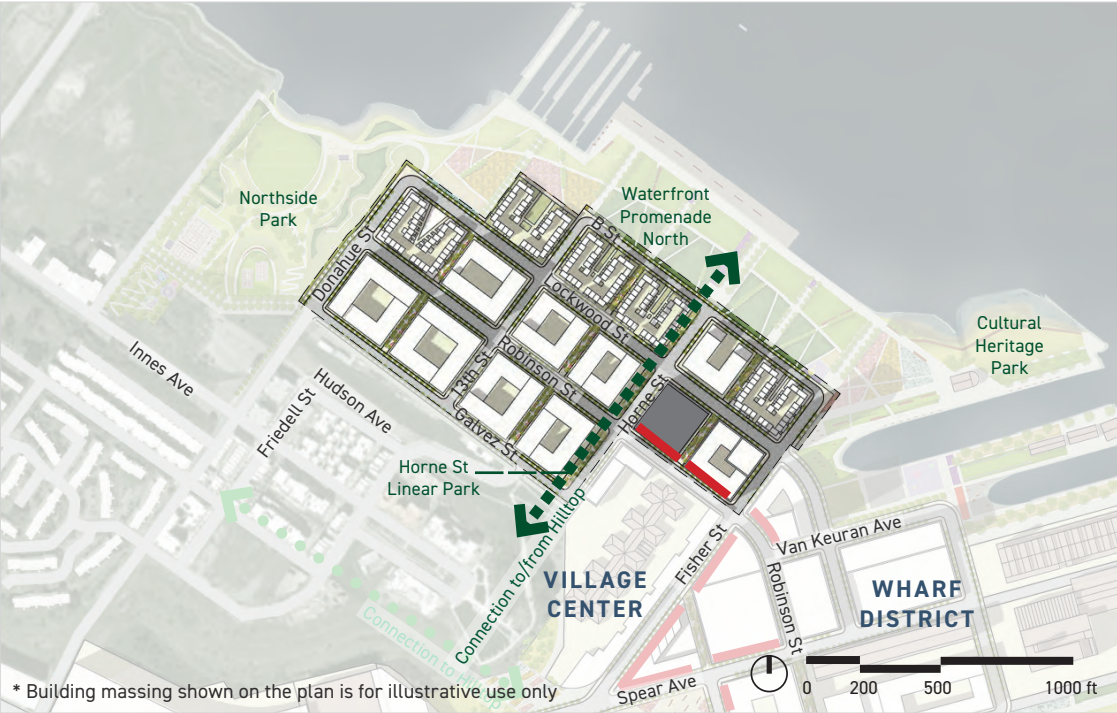 Northside
Park
Waterfront
Promenade
North
Cultural
Heritage
Park
Donahue St
B St
Lockwood St
Robinson St
13th St
Galvez St
Horne St
Innes Ave
Hudson Ave
Friedell St
Horne St
Linear Park
Connection to/from Hilltop
Connection to Hilltop
VILLAGE
CENTER
Fisher St
Van Keuran Ave
Robinson St
WHARF
DISTRICT
Spear Ave
0 200 500 1000 ft
* Building massing shown on the plan is for illustrative use only